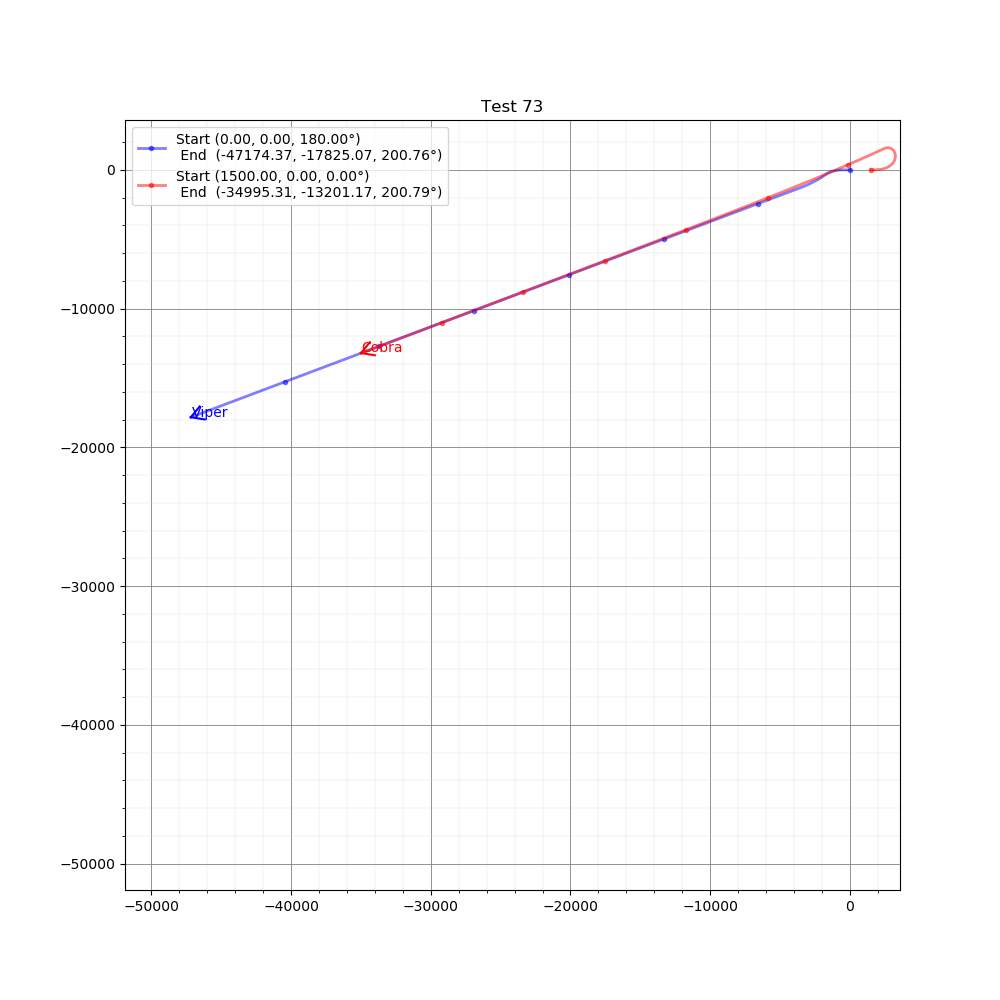 Test 73
Start (0.00, 0.00, 180.00°)
End  (-47174.37, -17825.07, 200.76°)
Start (1500.00, 0.00, 0.00°)
End  (-34995.31, -13201.17, 200.79°)
0
−10000
−20000
−30000
−40000
−50000
Cobra
Viper
−50000 −40000 −30000 −20000 −10000 0